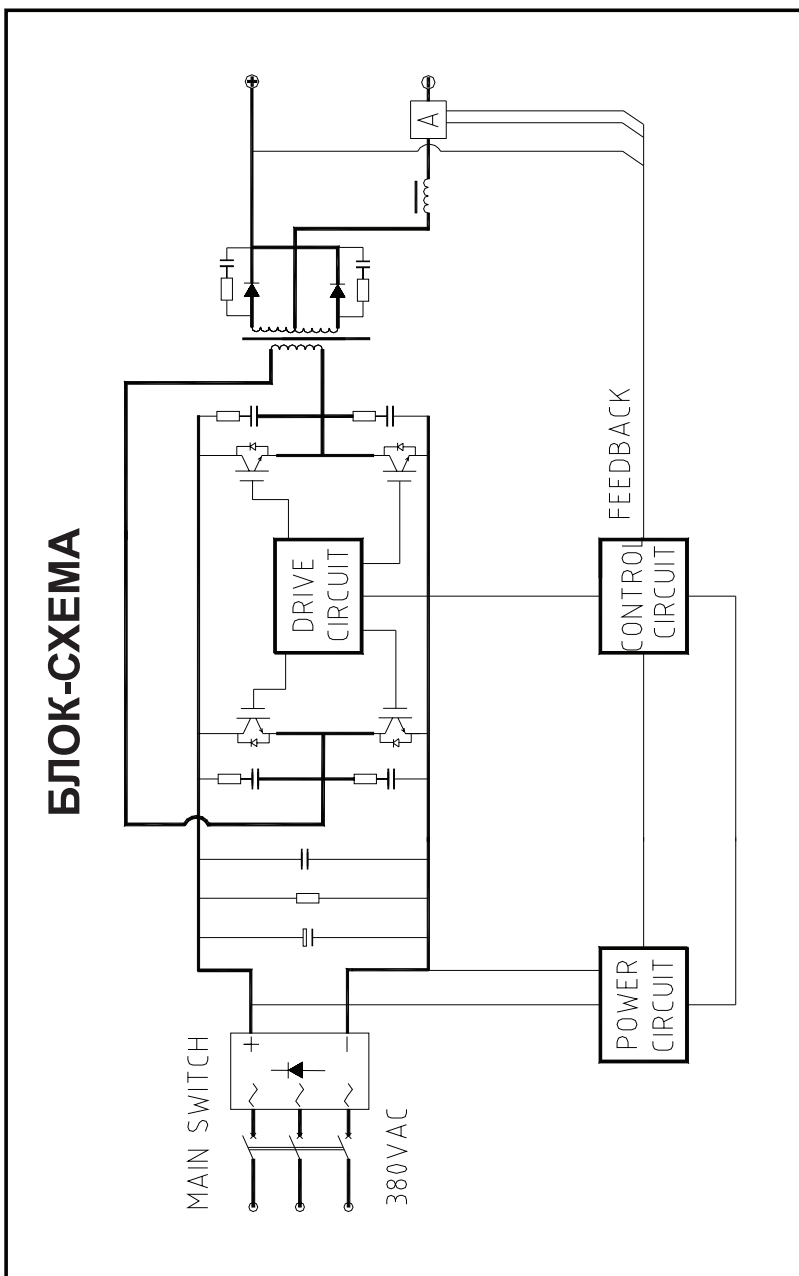 БЛОК-СХЕМА
MAIN SWITCH
380VAC
+
−
DRIVE
CIRCUIT
A
FEEDBACK
POWER
CIRCUIT
CONTROL
CIRCUIT